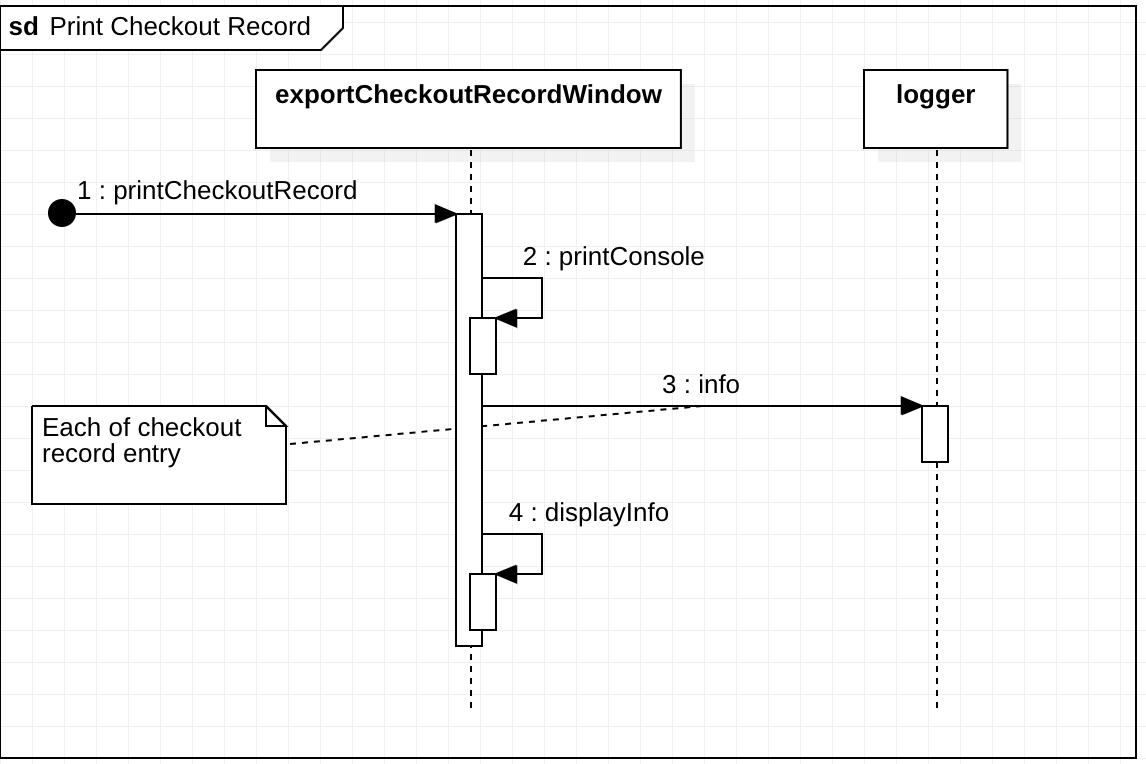 sd Print Checkout Record
exportCheckoutRecordWindow
logger
1 : printCheckoutRecord
2 : printConsole
3 : info
Each of checkout
record entry
4 : displayInfo